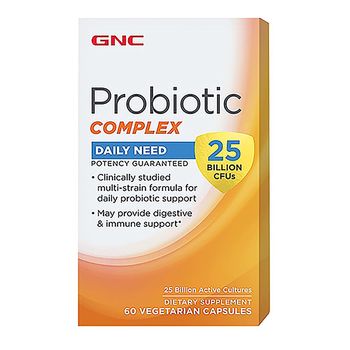 GNC
Probiotic
COMPLEX
DAILY NEED
POTENCY GUARANTEED
25
BILLION
CFUs
• Clinically studied
multi-strain formula for
daily probiotic support
• May provide digestive
& immune support*
25 Billion Active Cultures
DIETARY SUPPLEMENT
60 VEGETARIAN CAPSULES